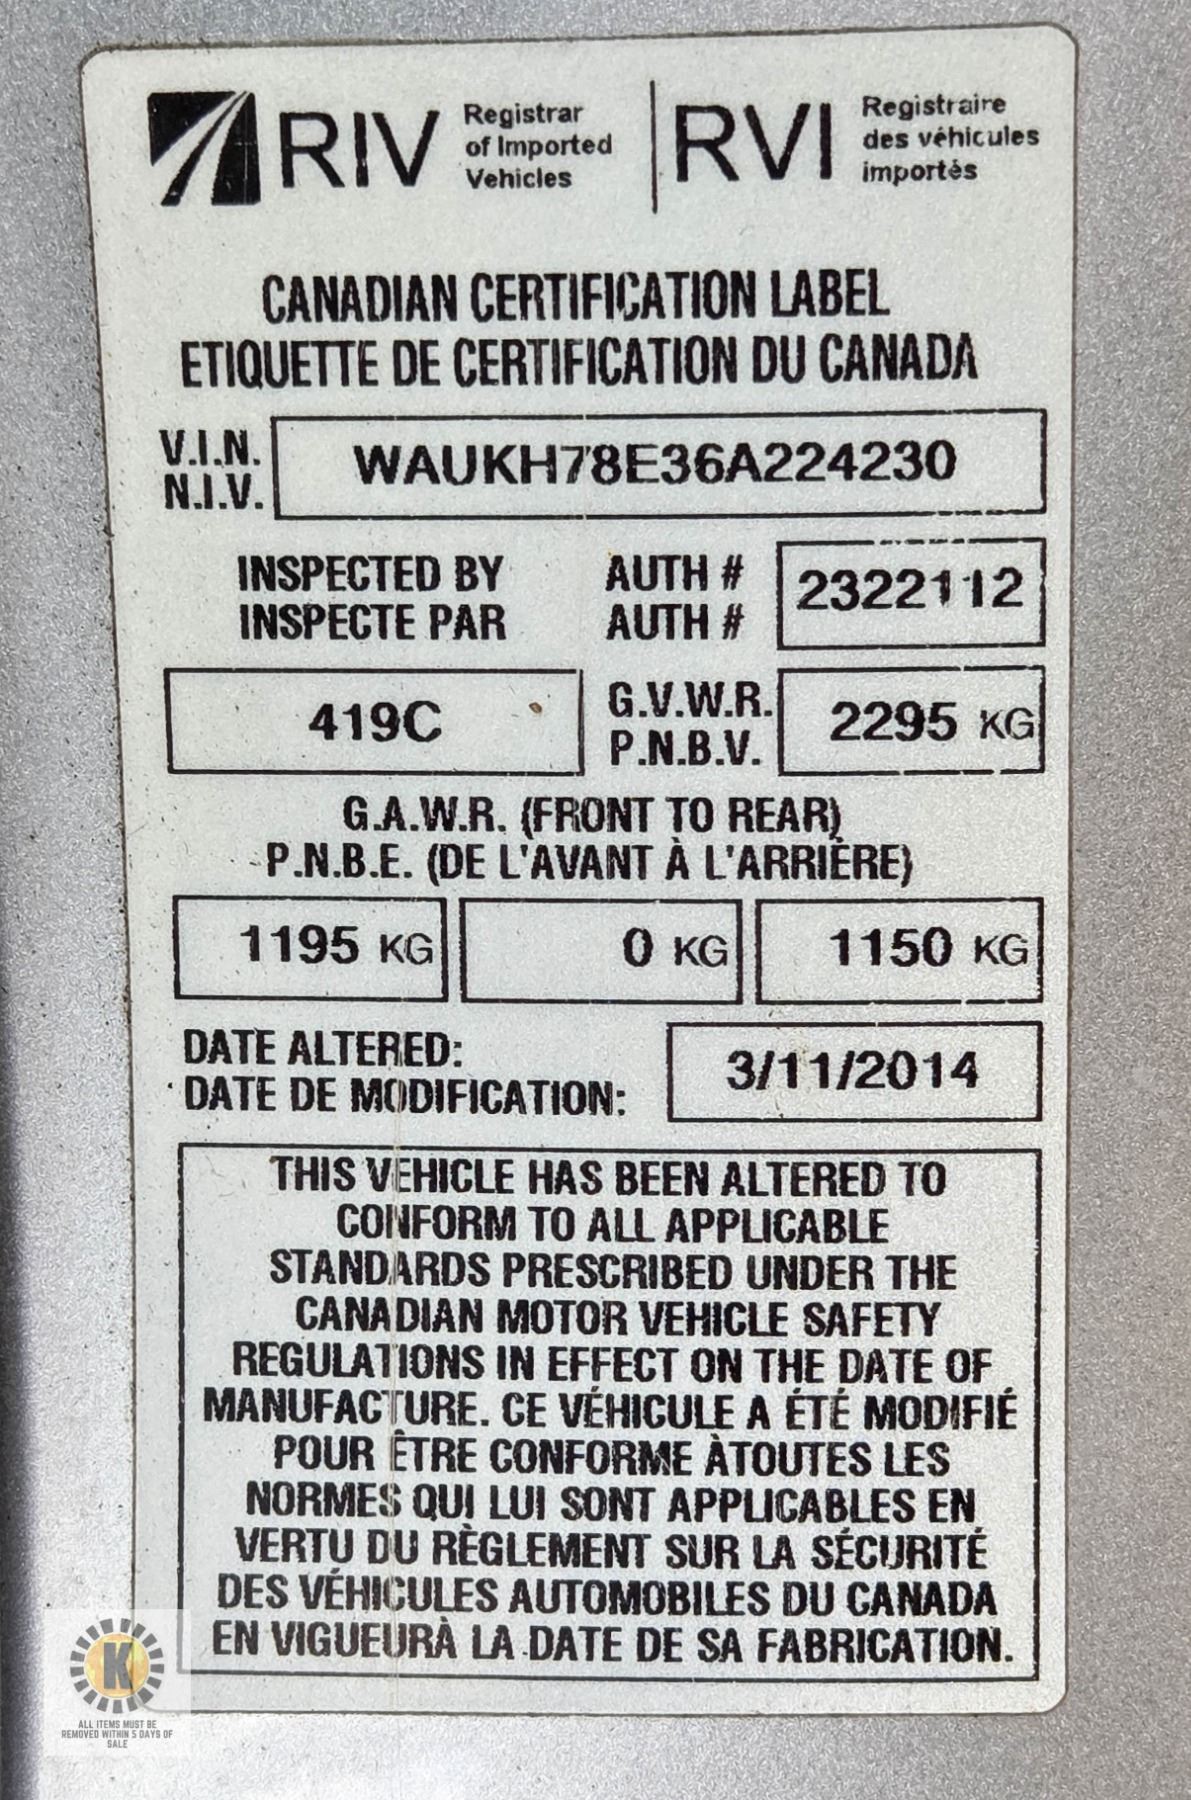 RIV Registrar of Imported Vehicles | RVI Registraire des véhicules importés
CANADIAN CERTIFICATION LABEL
ETIQUETTE DE CERTIFICATION DU CANADA
V.I.N. WAUKH78E36A224230
N.I.V.
INSPECTED BY AUTH # 2322112
INSPECTE PAR AUTH #
419C G.V.W.R. 2295 KG
P.N.B.V.
G.A.W.R. (FRONT TO REAR)
P.N.B.E. (DE L'AVANT À L'ARRIÈRE)
1195 KG 0 KG 1150 KG
DATE ALTERED: 3/11/2014
DATE DE MODIFICATION:
THIS VEHICLE HAS BEEN ALTERED TO
CONFORM TO ALL APPLICABLE
STANDARDS PRESCRIBED UNDER THE
CANADIAN MOTOR VEHICLE SAFETY
REGULATIONS IN EFFECT ON THE DATE OF
MANUFACTURE. CE VÉHICULE A ÉTÉ MODIFIÉ
POUR ÊTRE CONFORME ÀTOUTES LES
NORMES QUI LUI SONT APPLICABLES EN
VERTU DU RÈGLEMENT SUR LA SÉCURITÉ
DES VÉHICULES AUTOMOBILES DU CANADA
EN VIGUEURÀ LA DATE DE SA FABRICATION.
K
ALL ITEMS MUST BE
REMOVED WITHIN 5 DAYS OF
SALE